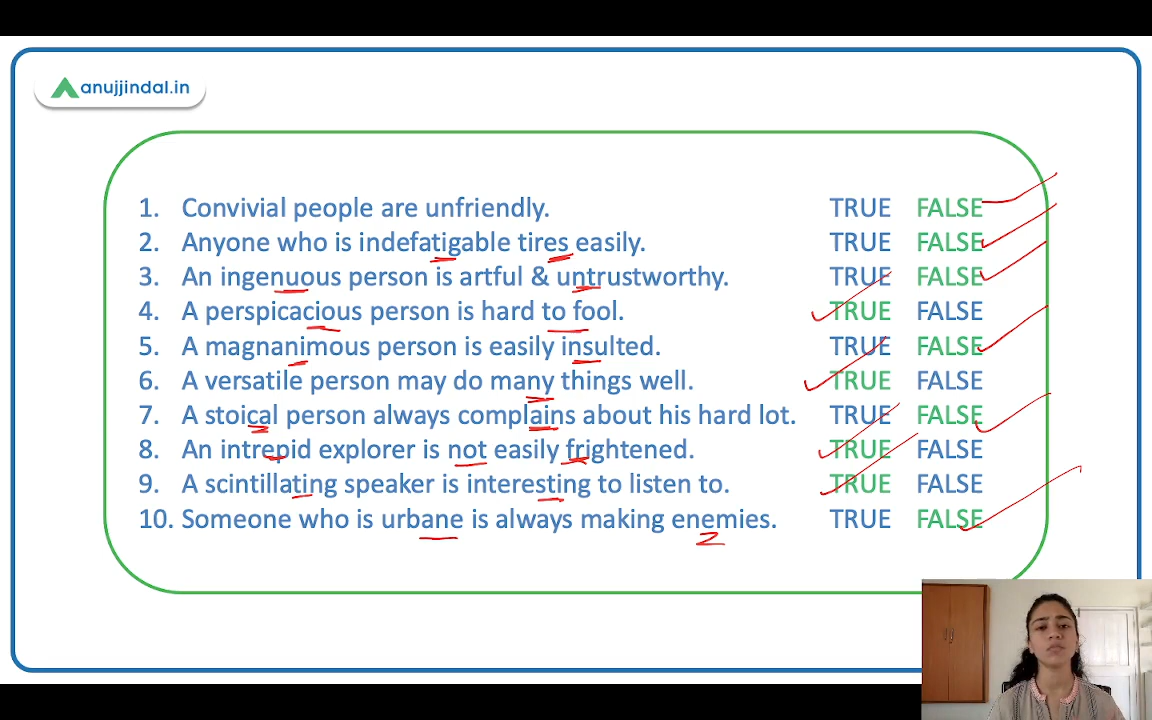 anujjindal.in
1. Convivial people are unfriendly. TRUE FALSE
2. Anyone who is indefatigable tires easily. TRUE FALSE
3. An ingenuous person is artful & untrustworthy. TRUE FALSE
4. A perspicacious person is hard to fool. TRUE FALSE
5. A magnanimous person is easily insulted. TRUE FALSE
6. A versatile person may do many things well. TRUE FALSE
7. A stoical person always complains about his hard lot. TRUE FALSE
8. An intrepid explorer is not easily frightened. TRUE FALSE
9. A scintillating speaker is interesting to listen to. TRUE FALSE
10. Someone who is urbane is always making enemies. TRUE FALSE